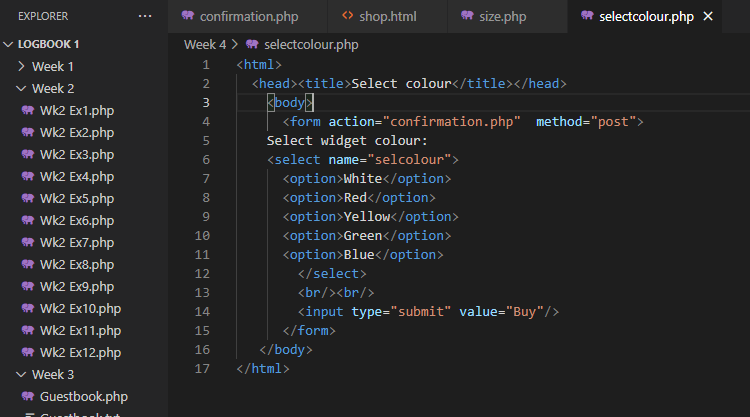 EXPLORER ...
LOGBOOK 1
Week 1
Week 2
Wk2 Ex1.php
Wk2 Ex2.php
Wk2 Ex3.php
Wk2 Ex4.php
Wk2 Ex5.php
Wk2 Ex6.php
Wk2 Ex7.php
Wk2 Ex8.php
Wk2 Ex9.php
Wk2 Ex10.php
Wk2 Ex11.php
Wk2 Ex12.php
Week 3
Guestbook.php
Guestbook.txt
confirmation.php <> shop.html size.php selectcolour.php ×
Week 4 > selectcolour.php
1 <html>
2 <head><title>Select colour</title></head>
3 <body>
4 <form action="confirmation.php"  method="post">
5 Select widget colour:
6 <select name="selcolour">
7 <option>White</option>
8 <option>Red</option>
9 <option>Yellow</option>
10 <option>Green</option>
11 <option>Blue</option>
12 </select>
13 <br/><br/>
14 <input type="submit" value="Buy"/>
15 </form>
16 </body>
17 </html>